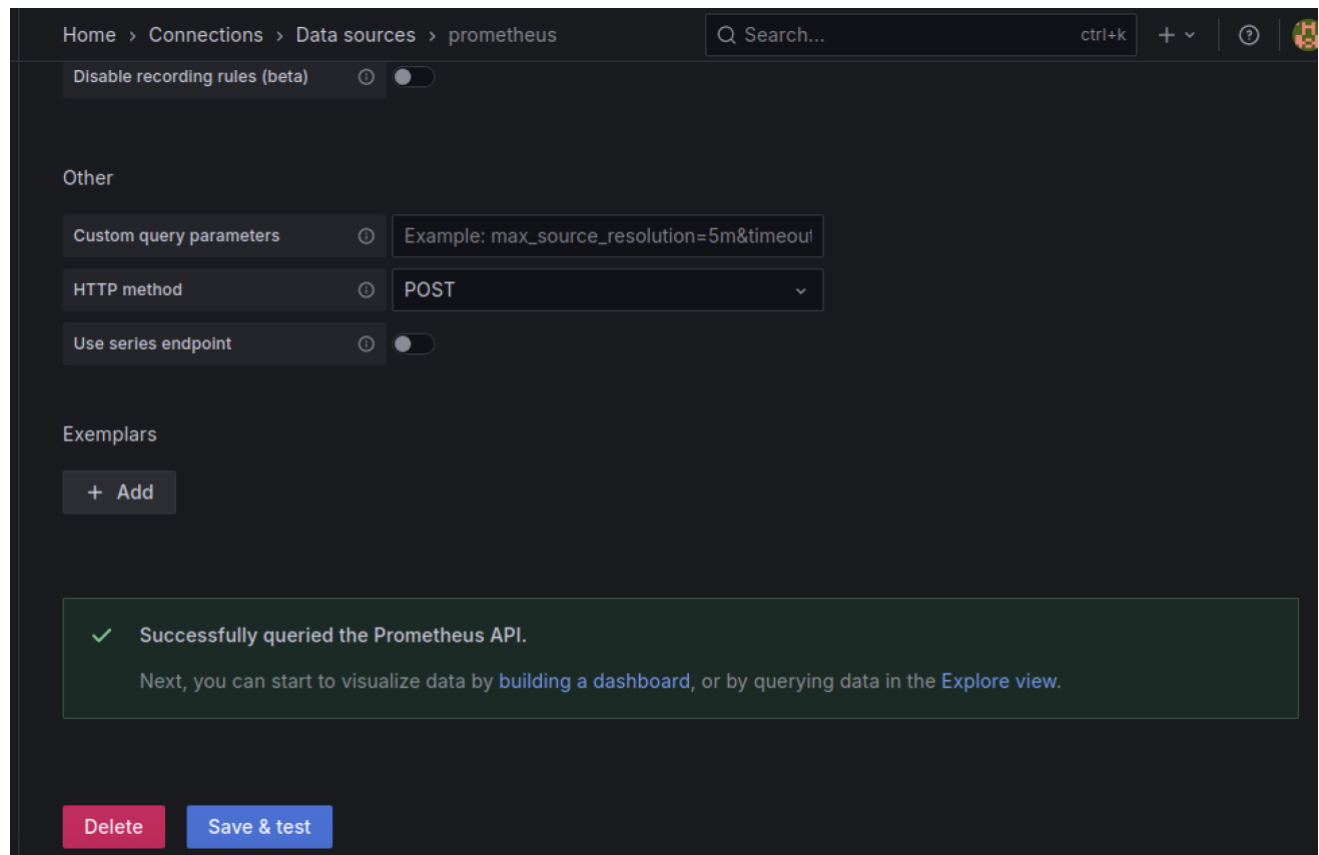 Home › Connections › Data sources › prometheus Search... ctrl+k
Disable recording rules (beta)
Other
Custom query parameters Example: max_source_resolution=5m&timeout
HTTP method POST
Use series endpoint
Exemplars
+ Add
Successfully queried the Prometheus API.
Next, you can start to visualize data by building a dashboard, or by querying data in the Explore view.
Delete Save & test